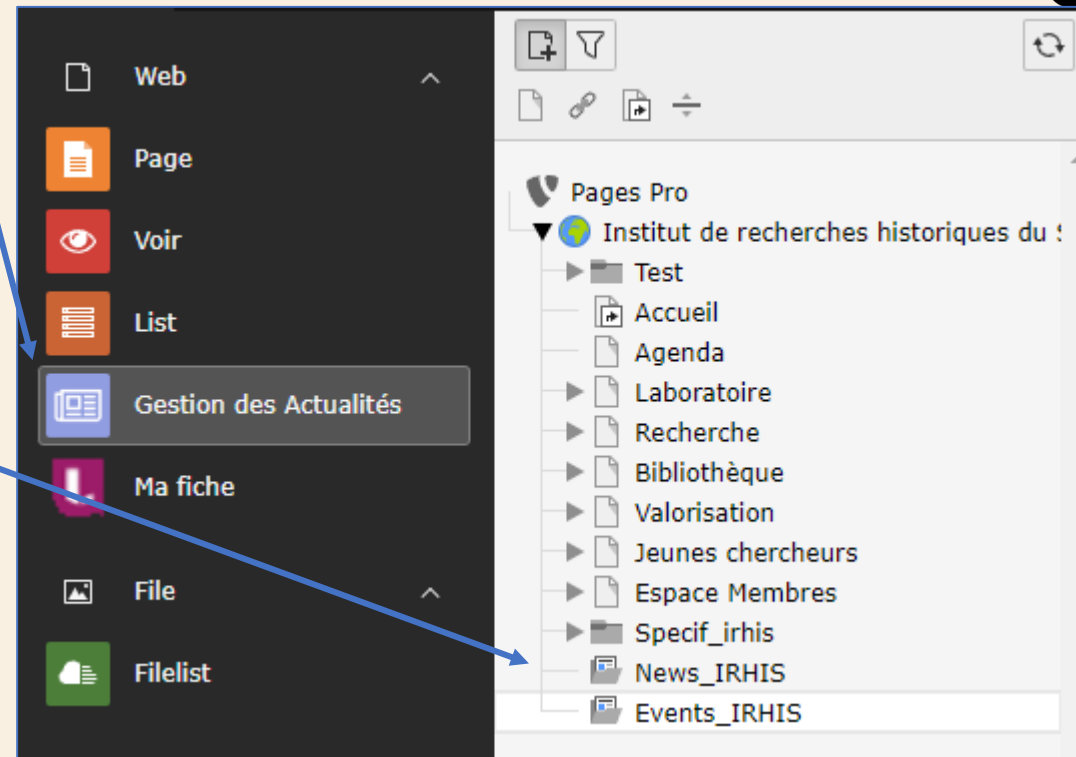 Web
Page
Voir
List
Gestion des Actualités
Ma fiche
File
Filelist
Pages Pro
Institut de recherches historiques du
Test
Accueil
Agenda
Laboratoire
Recherche
Bibliothèque
Valorisation
Jeunes chercheurs
Espace Membres
Specif_irhis
News_IRHIS
Events_IRHIS